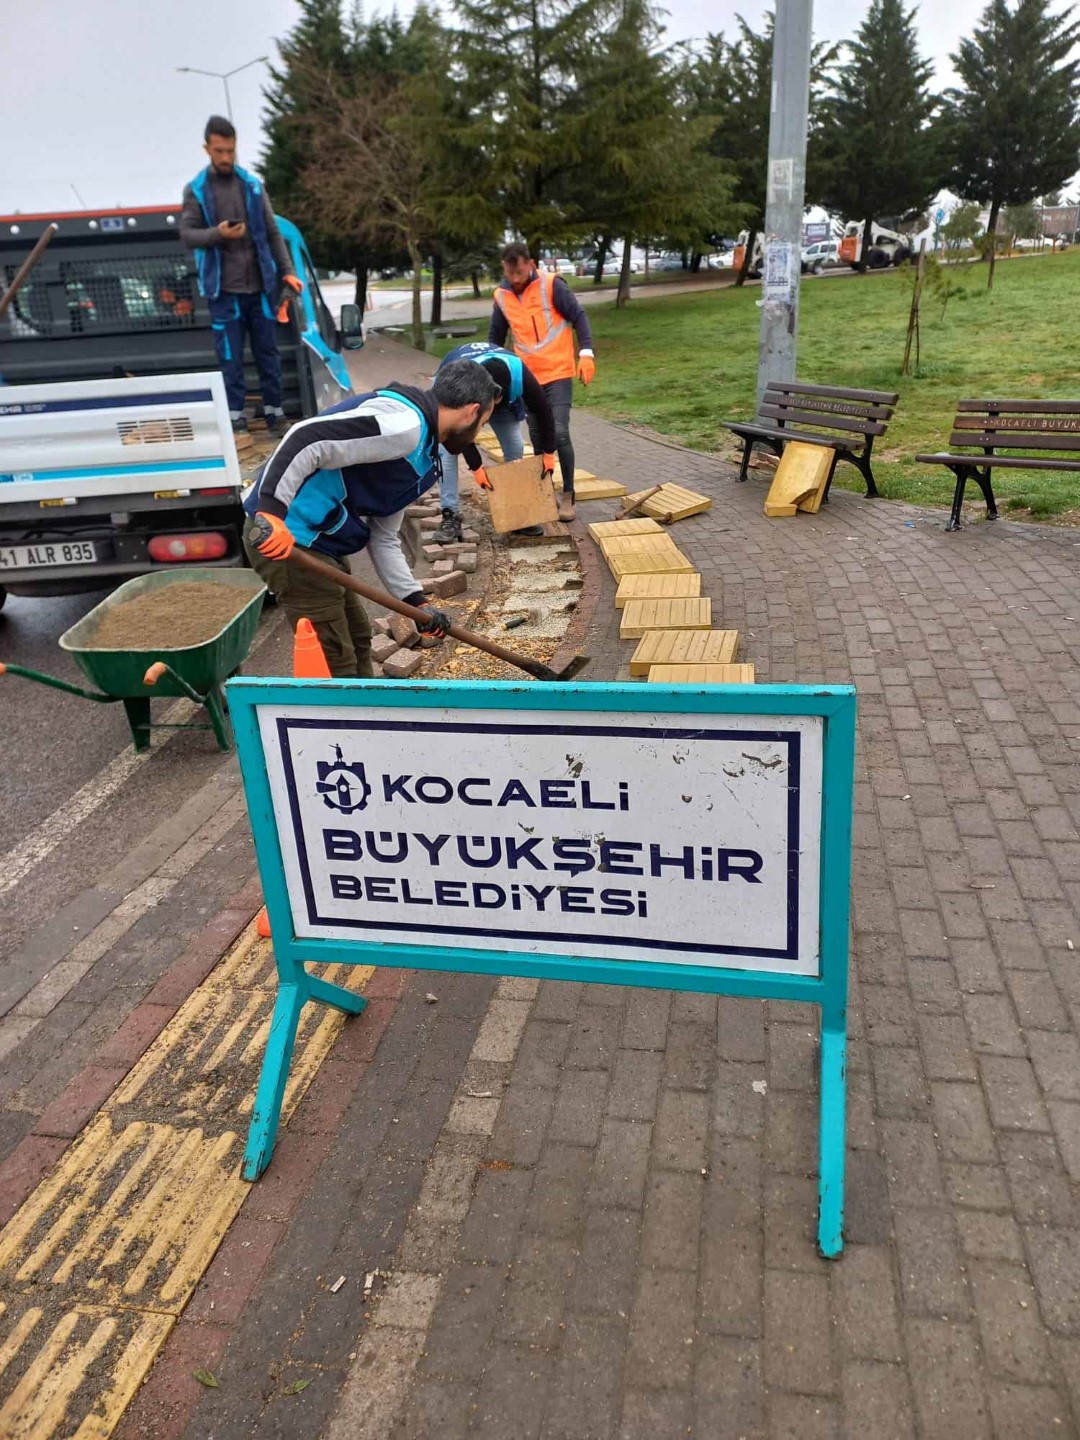 KOCAELİ
BÜYÜKŞEHİR
BELEDİYESİ
41 ALR 835